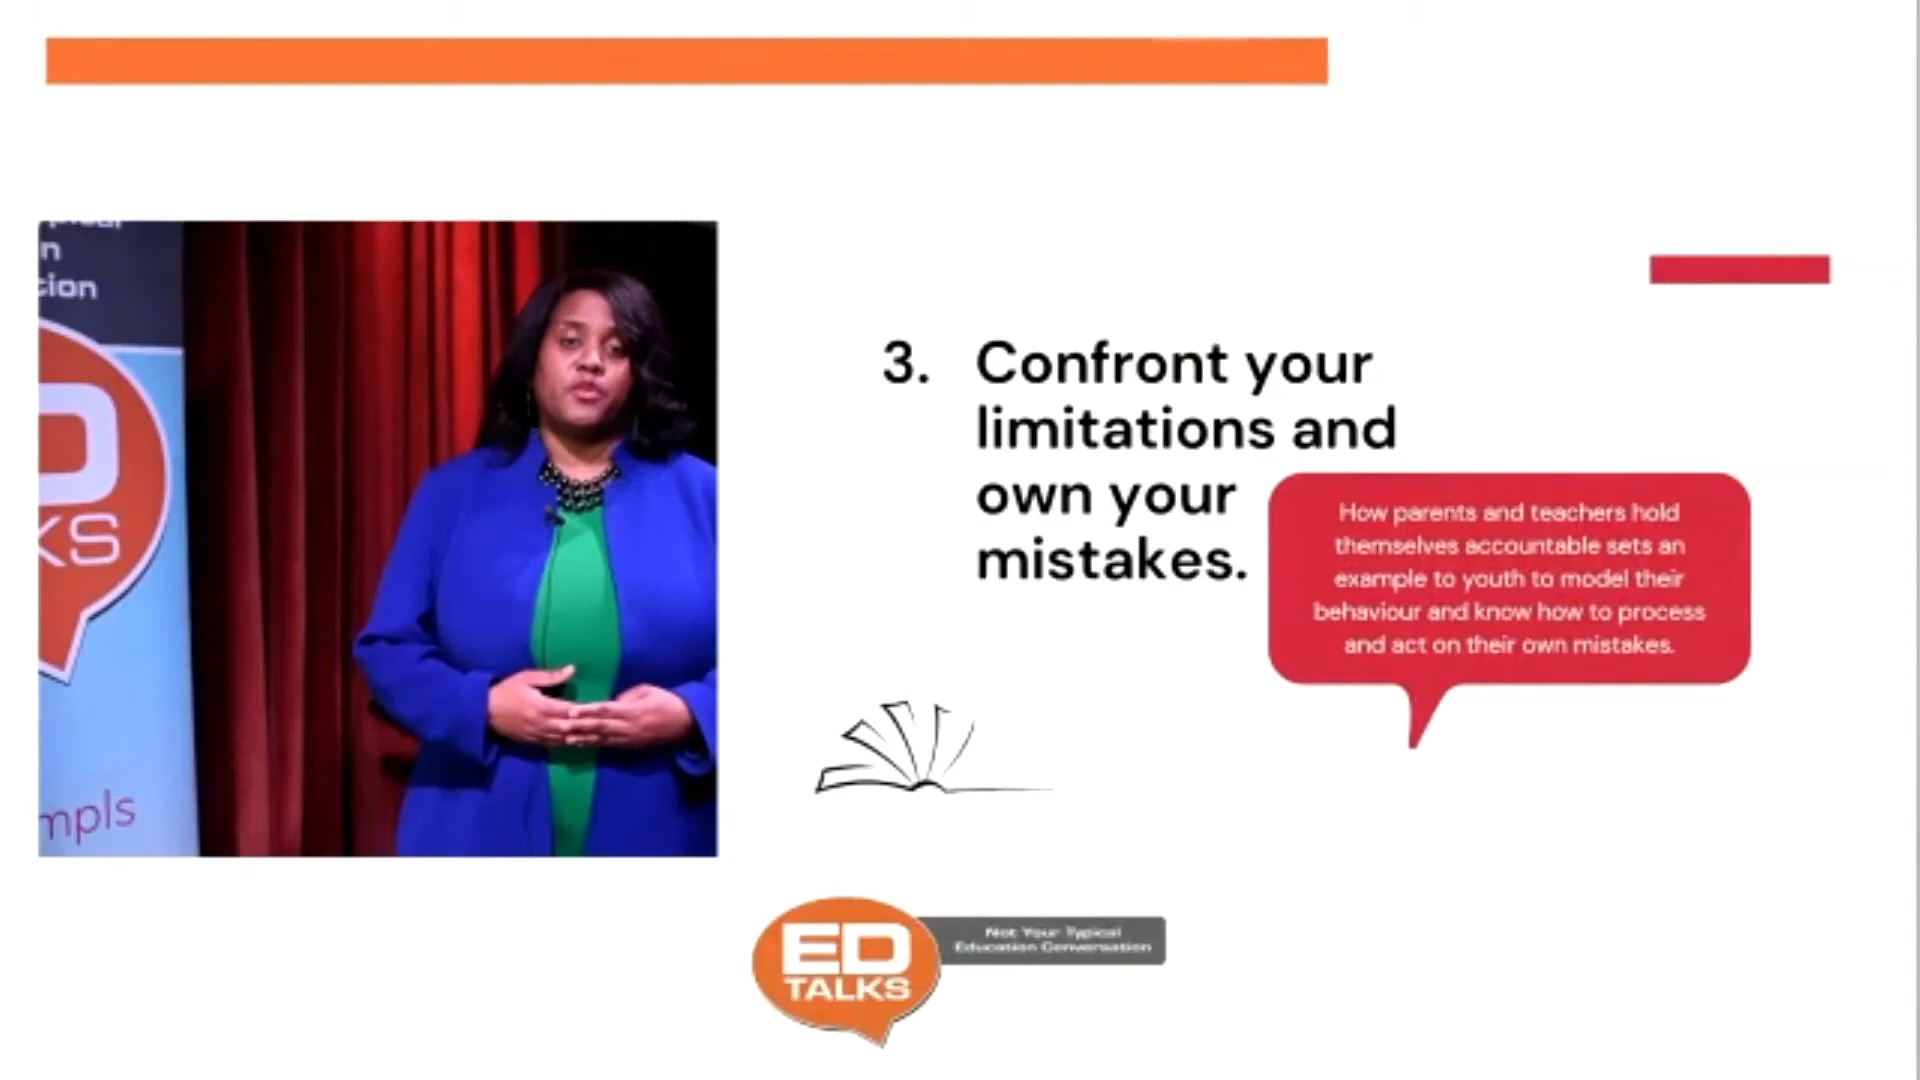 n
cion
D
KS
mpls
3. Confront your
limitations and
own your
mistakes.
How parents and teachers hold
themselves accountable sets an
example to youth to model their
behaviour and know how to process
and act on their own mistakes.
ED
TALKS
Not Your Typical
Education Conversation